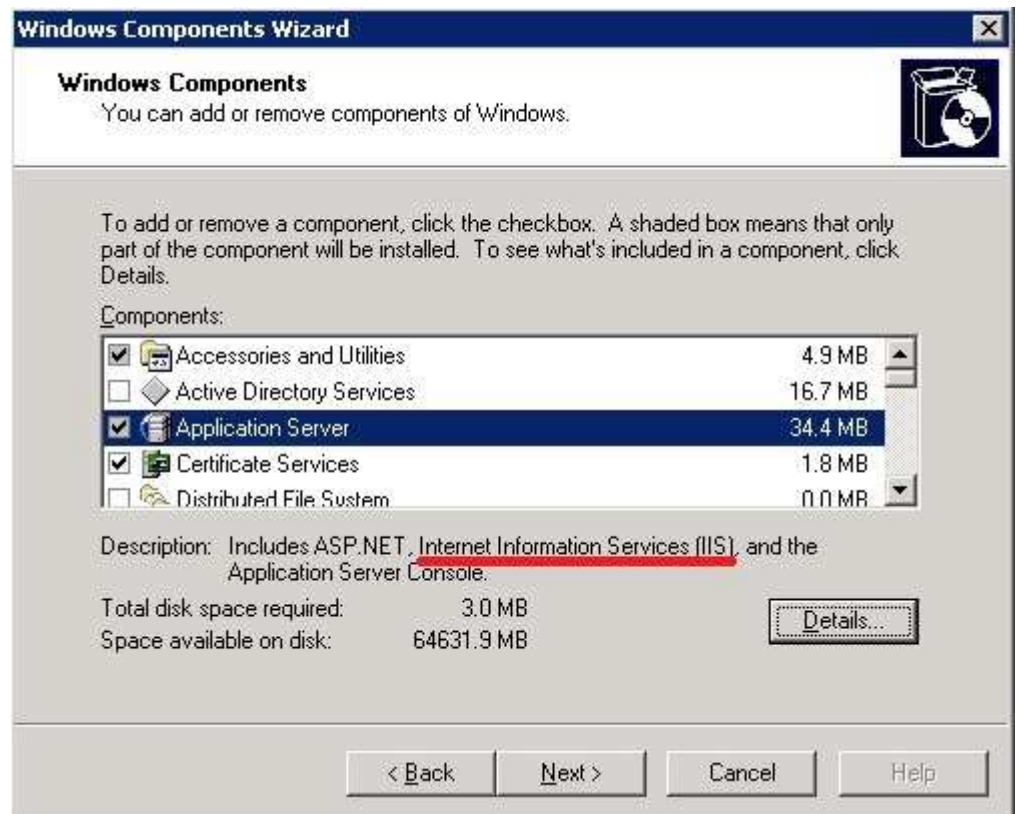 Windows Components Wizard
Windows Components
You can add or remove components of Windows.
To add or remove a component, click the checkbox. A shaded box means that only
part of the component will be installed. To see what's included in a component, click
Details.
Components:
Accessories and Utilities 4.9 MB
Active Directory Services 16.7 MB
Application Server 34.4 MB
Certificate Services 1.8 MB
Distributed File System 0.0 MB
Description: Includes ASP.NET, Internet Information Services (IIS), and the
Application Server Console.
Total disk space required: 3.0 MB
Space available on disk: 64631.9 MB
Details...
< Back Next > Cancel Help